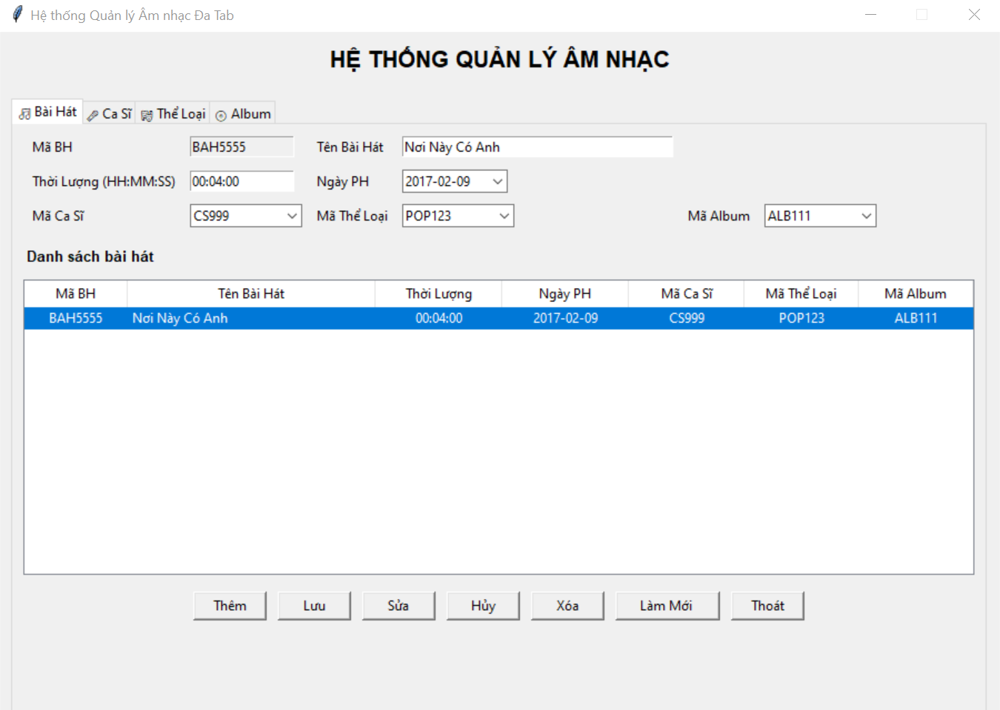 Hệ thống Quản lý Âm nhạc Đa Tab
HỆ THỐNG QUẢN LÝ ÂM NHẠC
Bài Hát Ca Sĩ Thể Loại Album
Mã BH BAH5555 Tên Bài Hát Nơi Này Có Anh
Thời Lượng (HH:MM:SS) 00:04:00 Ngày PH 2017-02-09
Mã Ca Sĩ CS999 Mã Thể Loại POP123 Mã Album ALB111
Danh sách bài hát
Mã BH Tên Bài Hát Thời Lượng Ngày PH Mã Ca Sĩ Mã Thể Loại Mã Album
BAH5555 Nơi Này Có Anh 00:04:00 2017-02-09 CS999 POP123 ALB111
Thêm Lưu Sửa Hủy Xóa Làm Mới Thoát